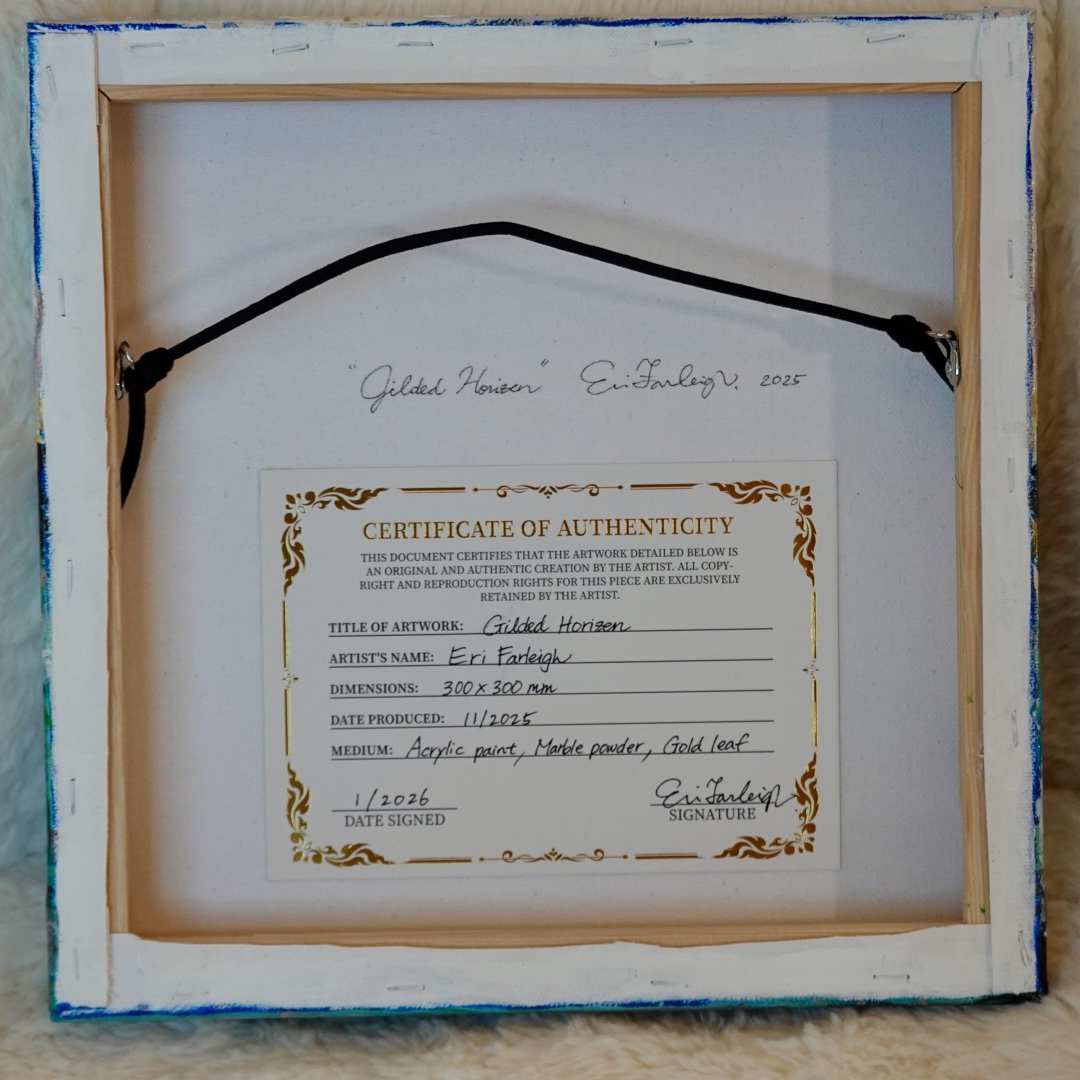 "Gilded Horizen" Eri Farleigh. 2025
CERTIFICATE OF AUTHENTICITY
THIS DOCUMENT CERTIFIES THAT THE ARTWORK DETAILED BELOW IS
AN ORIGINAL AND AUTHENTIC CREATION BY THE ARTIST. ALL COPY-
RIGHT AND REPRODUCTION RIGHTS FOR THIS PIECE ARE EXCLUSIVELY
RETAINED BY THE ARTIST.
TITLE OF ARTWORK: Gilded Horizen
ARTIST'S NAME: Eri Farleigh
DIMENSIONS: 300 x 300 mm
DATE PRODUCED: 11/2025
MEDIUM: Acrylic paint, Marble powder, Gold leaf
1/2026 Eri Farleigh
DATE SIGNED SIGNATURE